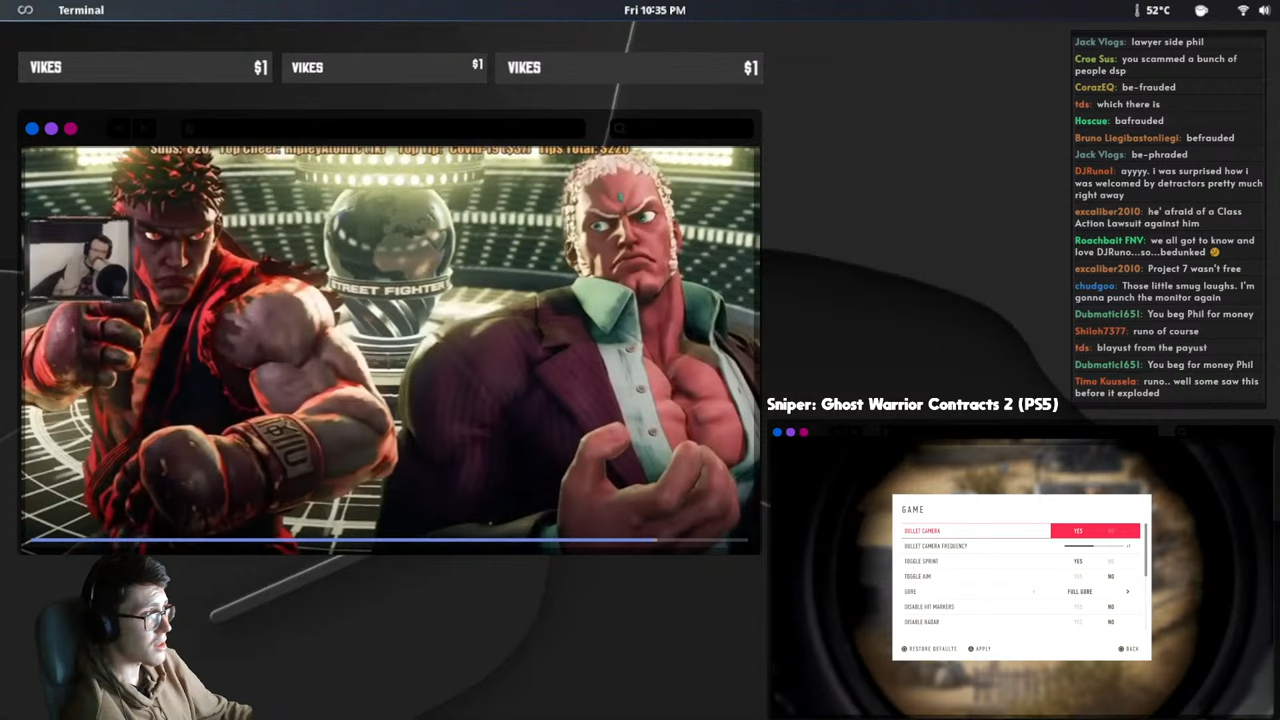 Terminal
Fri 10:35 PM
52°C
VIKES $1
VIKES $1
VIKES $1
Jack Vlogs: lawyer side phil
Croe Sus: you scammed a bunch of
people dsp
CorazEQ: be-frauded
tds: which there is
Hoscue: bafrauded
Bruno Liegibastonliegi: befrauded
Jack Vlogs: be-phraded
DJRuno1: ayyyy. i was surprised how i
was welcomed by detractors pretty much
right away
excaliber2010: he' afraid of a Class
Action Lawsuit against him
Roachbait FNV: we all got to know and
love DJRuno...so...bedunked
excaliber2010: Project 7 wasn't free
chudgoo: Those little smug laughs. I'm
gonna punch the monitor again
Dubmatic1651: You beg Phil for money
Shiloh7377: runo of course
tds: blayust from the payust
Dubmatic1651: You beg for money Phil
Timo Kuusela: runo.. well some saw this
before it exploded
STREET FIGHTER
Sniper: Ghost Warrior Contracts 2 (PS5)
GAME
BULLET CAMERA YES NO
BULLET CAMERA FREQUENCY
TOGGLE SPRINT YES NO
TOGGLE AIM YES NO
GORE FULL GORE
DISABLE HIT MARKERS YES NO
DISABLE RADAR YES NO
RESTORE DEFAULTS APPLY BACK